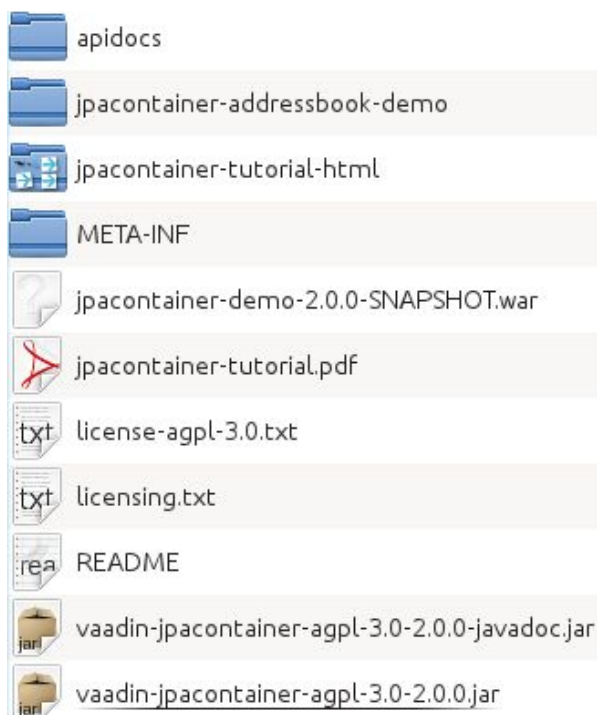 apidocs
jpacontainer-addressbook-demo
jpacontainer-tutorial-html
META-INF
jpacontainer-demo-2.0.0-SNAPSHOT.war
jpacontainer-tutorial.pdf
txt license-agpl-3.0.txt
txt licensing.txt
rea README
jar vaadin-jpacontainer-agpl-3.0-2.0.0-javadoc.jar
jar vaadin-jpacontainer-agpl-3.0-2.0.0.jar